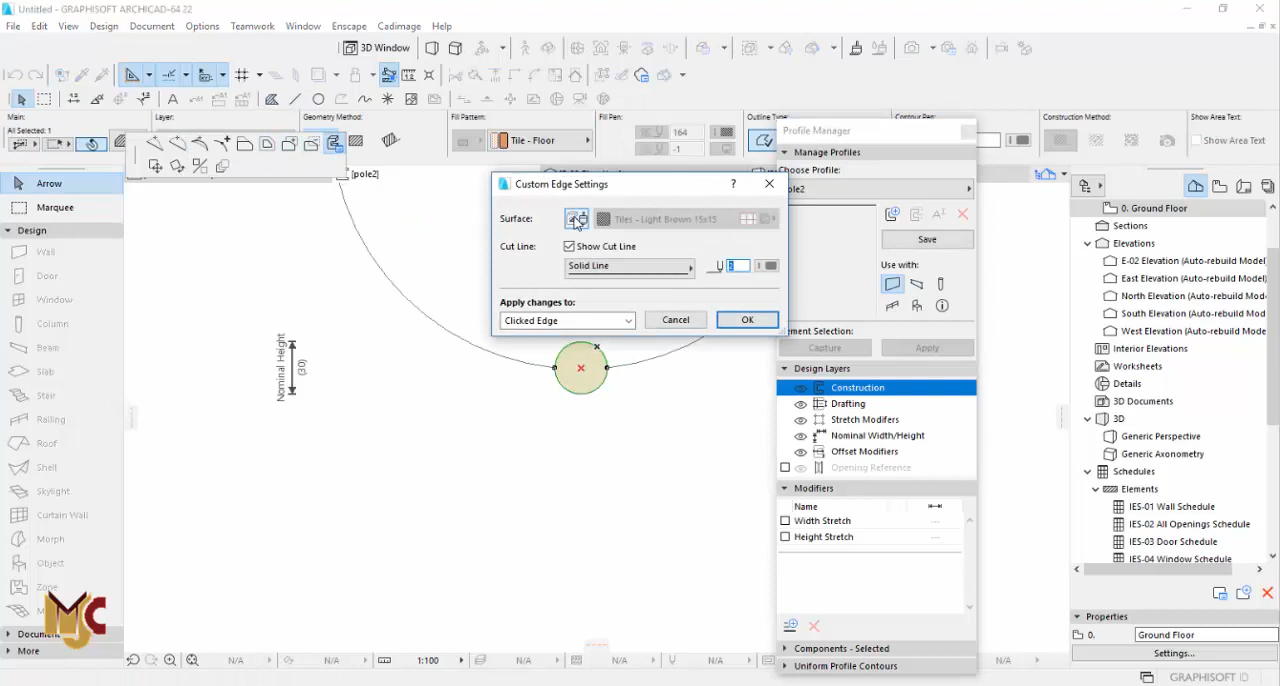 Untitled - GRAPHISOFT ARCHICAD-64 22
File Edit View Design Document Options Teamwork Window Enscape Cadimage Help
3D Window
Main: Layer: Geometry Method: Fill Pattern: Fill Pen: Outline Type: Contour Pen: Construction Method: Show Area Text:
All Selected: 1
Tile - Floor
164
-1
Show Area Text
[pole2]
Arrow
Marquee
Design
Wall
Door
Window
Column
Beam
Slab
Stair
Railing
Roof
Shell
Skylight
Curtain Wall
Morph
Object
Zone
More
MJC
Nominal Height
(30)
Custom Edge Settings
?
Surface:
Tiles - Light Brown 15x15
Cut Line:
Show Cut Line
Solid Line
Apply changes to:
Clicked Edge
Cancel
OK
Profile Manager
Manage Profiles
Choose Profile:
Save
Use with:
Capture
Apply
Design Layers
Construction
Drafting
Stretch Modifers
Nominal Width/Height
Offset Modifiers
Opening Reference
Modifiers
Name
Width Stretch
Height Stretch
Components - Selected
Uniform Profile Contours
0. Ground Floor
Sections
Elevations
E-02 Elevation (Auto-rebuild Model
East Elevation (Auto-rebuild Mod
North Elevation (Auto-rebuild Mod
South Elevation (Auto-rebuild Mod
West Elevation (Auto-rebuild Mod
Interior Elevations
Worksheets
Details
3D Documents
3D
Generic Perspective
Generic Axonometry
Schedules
Elements
IES-01 Wall Schedule
IES-02 All Openings Schedule
IES-03 Door Schedule
IES-04 Window Schedule
Properties
0.
Ground Floor
Settings...
N/A N/A 1:100 N/A N/A N/A N/A
GRAPHISOFT ID